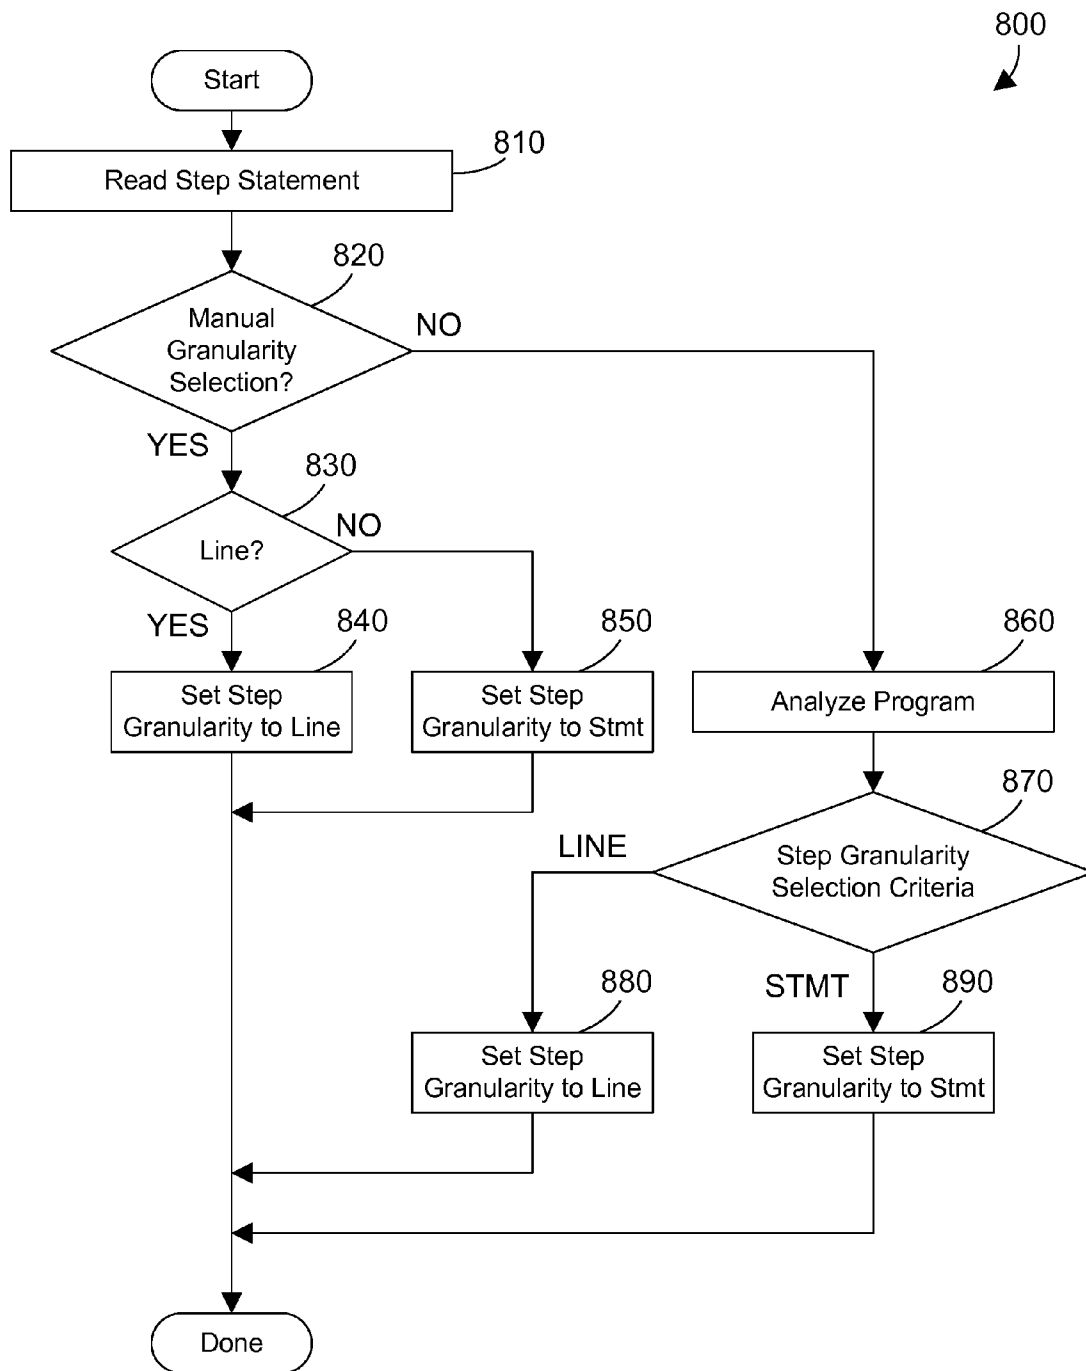 800
Start
810
Read Step Statement
820
Manual
Granularity
Selection?
NO
YES
830
Line?
NO
YES
840
Set Step
Granularity to Line
850
Set Step
Granularity to Stmt
860
Analyze Program
870
Step Granularity
Selection Criteria
LINE
STMT
880
Set Step
Granularity to Line
890
Set Step
Granularity to Stmt
Done